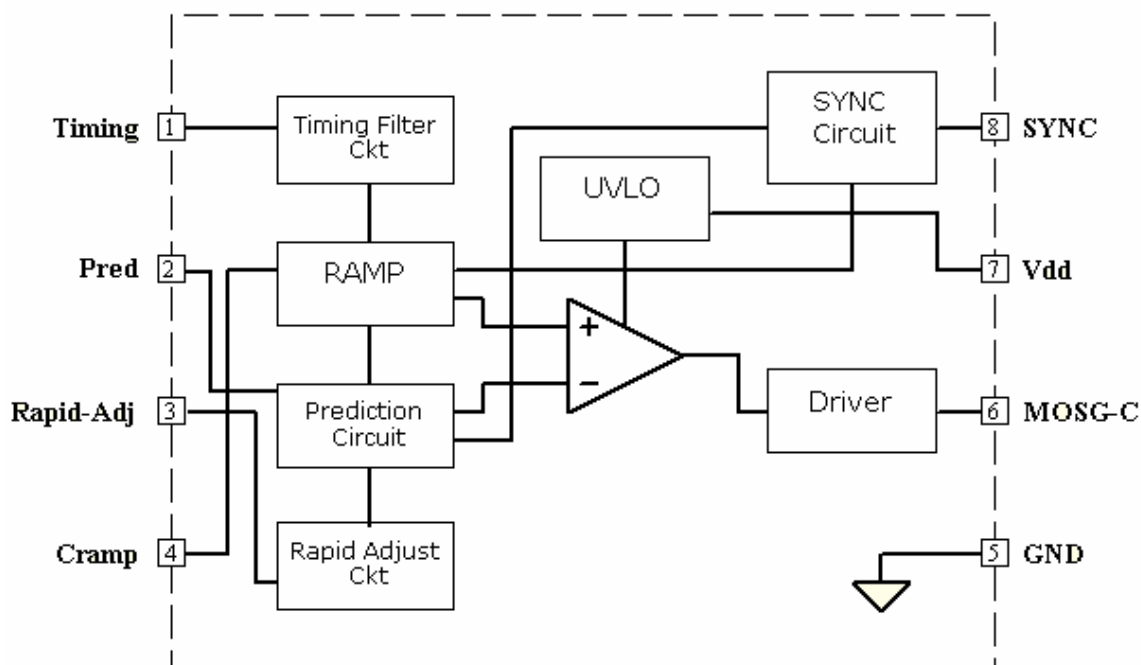 Timing
1
Timing Filter
Ckt
SYNC
Circuit
8
SYNC
UVLO
Pred
2
RAMP
7
Vdd
+
−
Rapid-Adj
3
Prediction
Circuit
Driver
6
MOSG-C
Cramp
4
Rapid Adjust
Ckt
5
GND